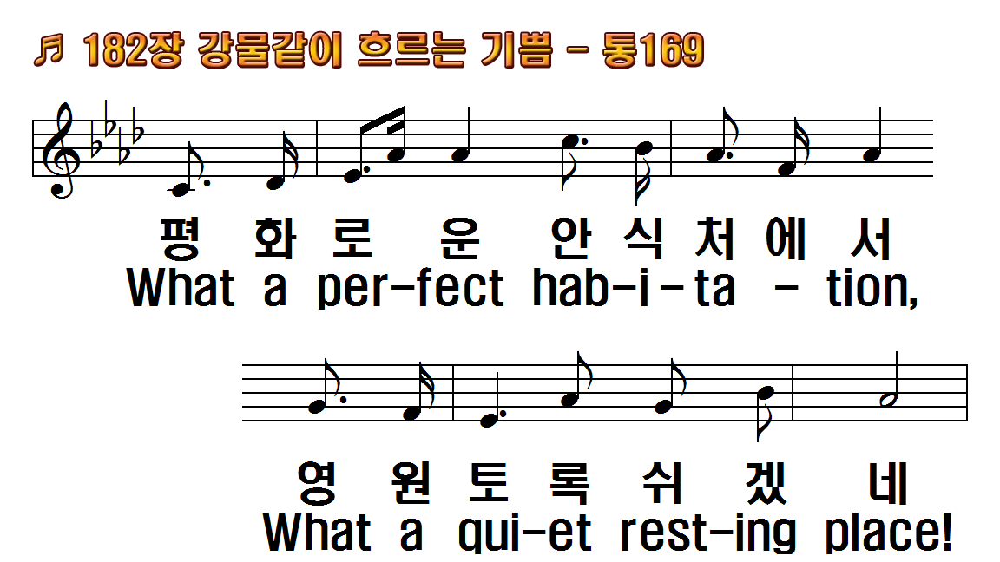 ♬ 182장 강물같이 흐르는 기쁨 - 통169
평 화 로 운 안 식 처 에 서
What a per-fect hab-i-ta - tion,
영 원 토 록 쉬 겠 네
What a qui-et rest-ing place!